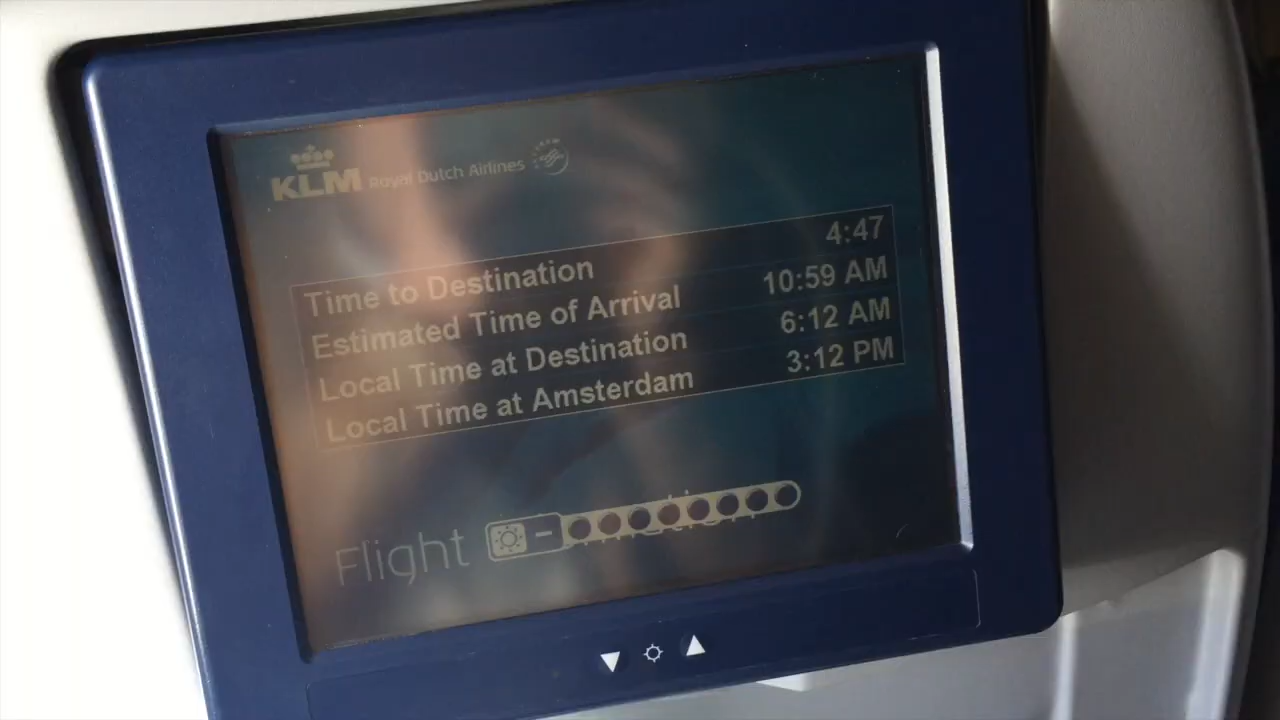 KLM Royal Dutch Airlines
Time to Destination 4:47
Estimated Time of Arrival 10:59 AM
Local Time at Destination 6:12 AM
Local Time at Amsterdam 3:12 PM
Flight